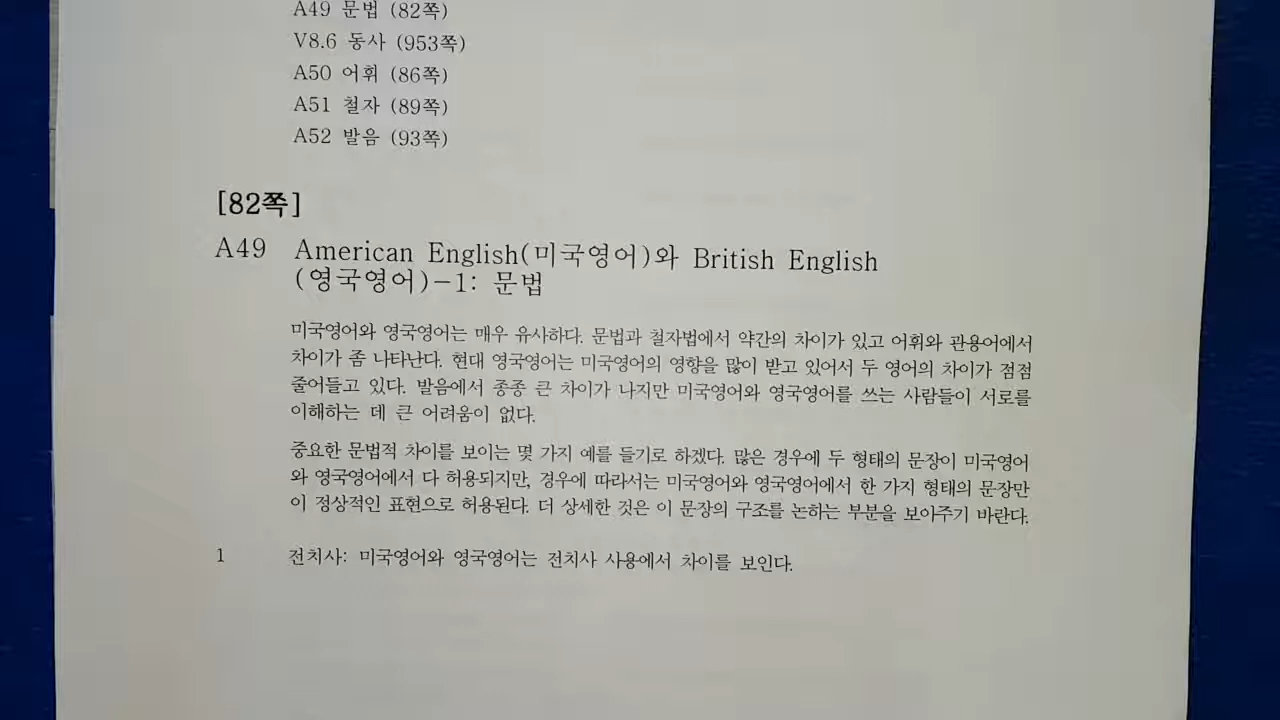 A49 문법 (82쪽)
V8.6 동사 (953쪽)
A50 어휘 (86쪽)
A51 철자 (89쪽)
A52 발음 (93쪽)
[82쪽]
A49 American English(미국영어)와 British English
(영국영어)-1: 문법
미국영어와 영국영어는 매우 유사하다. 문법과 철자법에서 약간의 차이가 있고 어휘와 관용어에서
차이가 좀 나타난다. 현대 영국영어는 미국영어의 영향을 많이 받고 있어서 두 영어의 차이가 점점
줄어들고 있다. 발음에서 종종 큰 차이가 나지만 미국영어와 영국영어를 쓰는 사람들이 서로를
이해하는 데 큰 어려움이 없다.
중요한 문법적 차이를 보이는 몇 가지 예를 들기로 하겠다. 많은 경우에 두 형태의 문장이 미국영어
와 영국영어에서 다 허용되지만, 경우에 따라서는 미국영어와 영국영어에서 한 가지 형태의 문장만
이 정상적인 표현으로 허용된다. 더 상세한 것은 이 문장의 구조를 논하는 부분을 보아주기 바란다.
1 전치사: 미국영어와 영국영어는 전치사 사용에서 차이를 보인다.